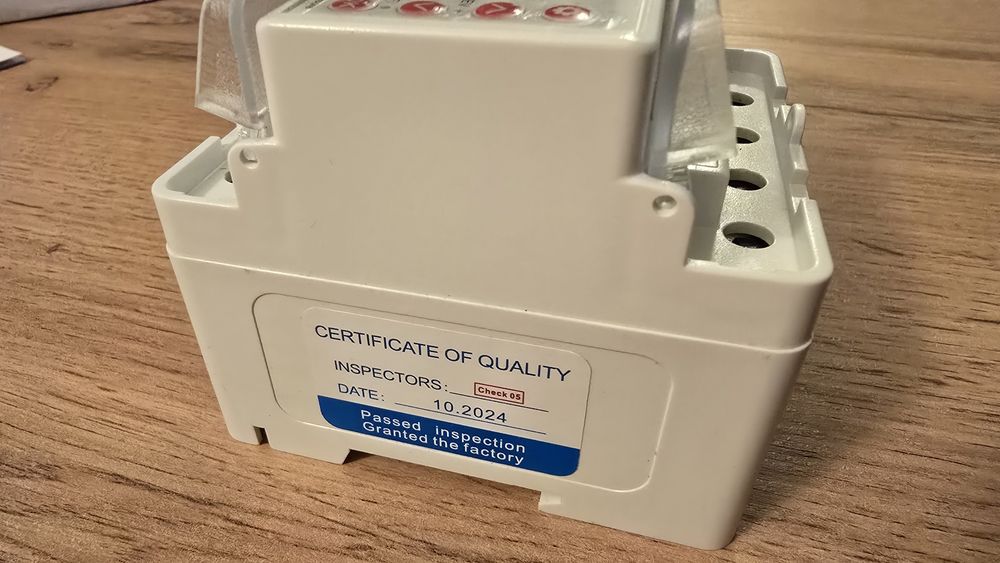 CERTIFICATE OF QUALITY
INSPECTORS: Check 05
DATE: 10.2024
Passed inspection
Granted the factory